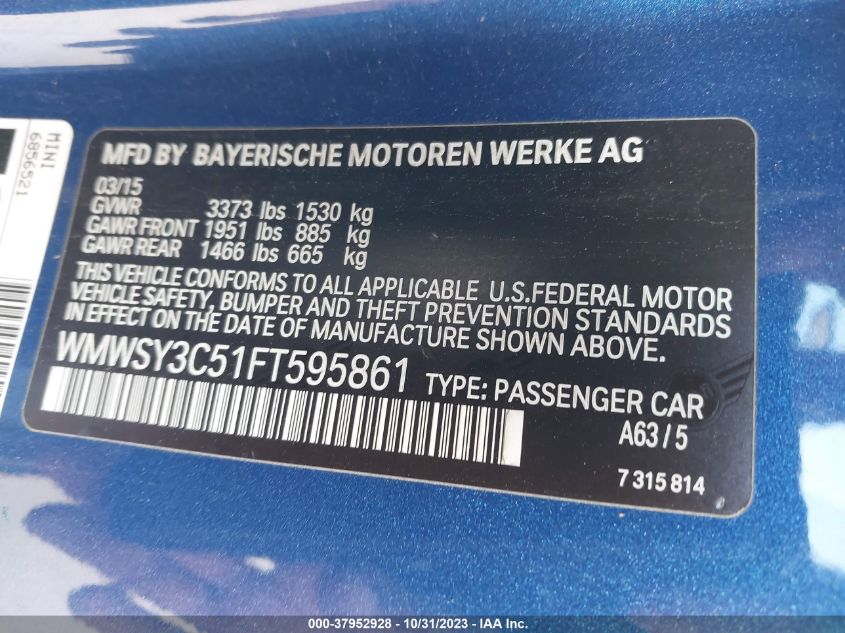 MINI
6856521
MFD BY BAYERISCHE MOTOREN WERKE AG
03/15
GVWR 3373 lbs 1530 kg
GAWR FRONT 1951 lbs 885 kg
GAWR REAR 1466 lbs 665 kg
THIS VEHICLE CONFORMS TO ALL APPLICABLE U.S.FEDERAL MOTOR
VEHICLE SAFETY, BUMPER AND THEFT PREVENTION STANDARDS
IN EFFECT ON THE DATE OF MANUFACTURE SHOWN ABOVE.
WMWSY3C51FT595861 TYPE: PASSENGER CAR
A63/5
7 315 814
000-37952928 - 10/31/2023 - IAA Inc.